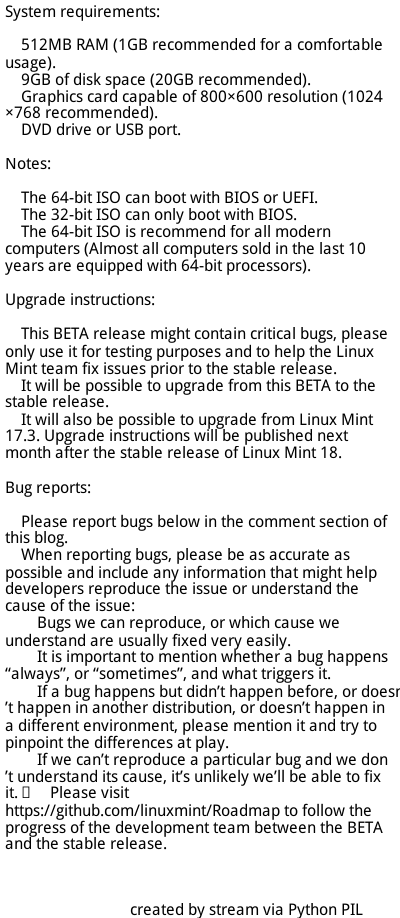 System requirements:
512MB RAM (1GB recommended for a comfortable
usage).
9GB of disk space (20GB recommended).
Graphics card capable of 800×600 resolution (1024
×768 recommended).
DVD drive or USB port.
Notes:
The 64-bit ISO can boot with BIOS or UEFI.
The 32-bit ISO can only boot with BIOS.
The 64-bit ISO is recommend for all modern
computers (Almost all computers sold in the last 10
years are equipped with 64-bit processors).
Upgrade instructions:
This BETA release might contain critical bugs, please
only use it for testing purposes and to help the Linux
Mint team fix issues prior to the stable release.
It will be possible to upgrade from this BETA to the
stable release.
It will also be possible to upgrade from Linux Mint
17.3. Upgrade instructions will be published next
month after the stable release of Linux Mint 18.
Bug reports:
Please report bugs below in the comment section of
this blog.
When reporting bugs, please be as accurate as
possible and include any information that might help
developers reproduce the issue or understand the
cause of the issue:
Bugs we can reproduce, or which cause we
understand are usually fixed very easily.
It is important to mention whether a bug happens
“always”, or “sometimes”, and what triggers it.
If a bug happens but didn’t happen before, or doesn
’t happen in another distribution, or doesn’t happen in
a different environment, please mention it and try to
pinpoint the differences at play.
If we can’t reproduce a particular bug and we don
’t understand its cause, it’s unlikely we’ll be able to fix
it. Please visit
https://github.com/linuxmint/Roadmap to follow the
progress of the development team between the BETA
and the stable release.
created by stream via Python PIL